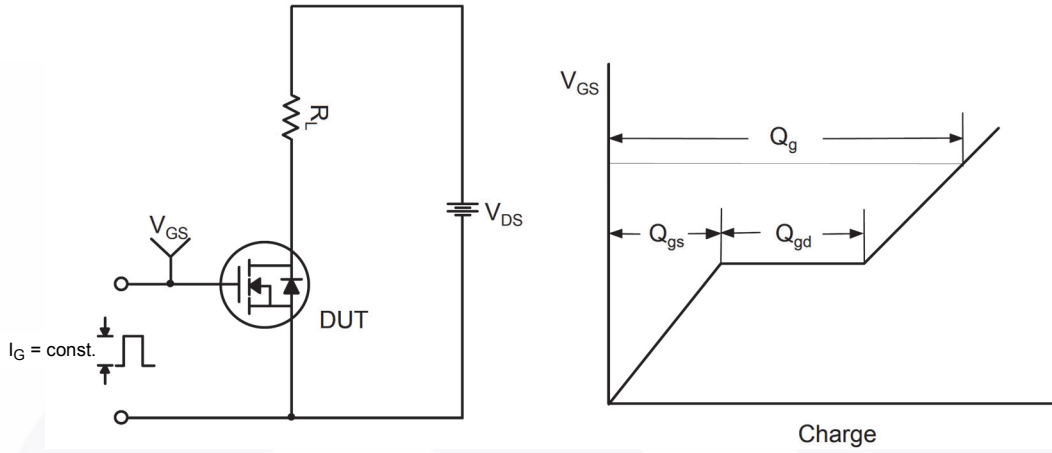 R_L
V_GS
V_DS
DUT
I_G = const.
V_GS
Q_g
Q_gs
Q_gd
Charge